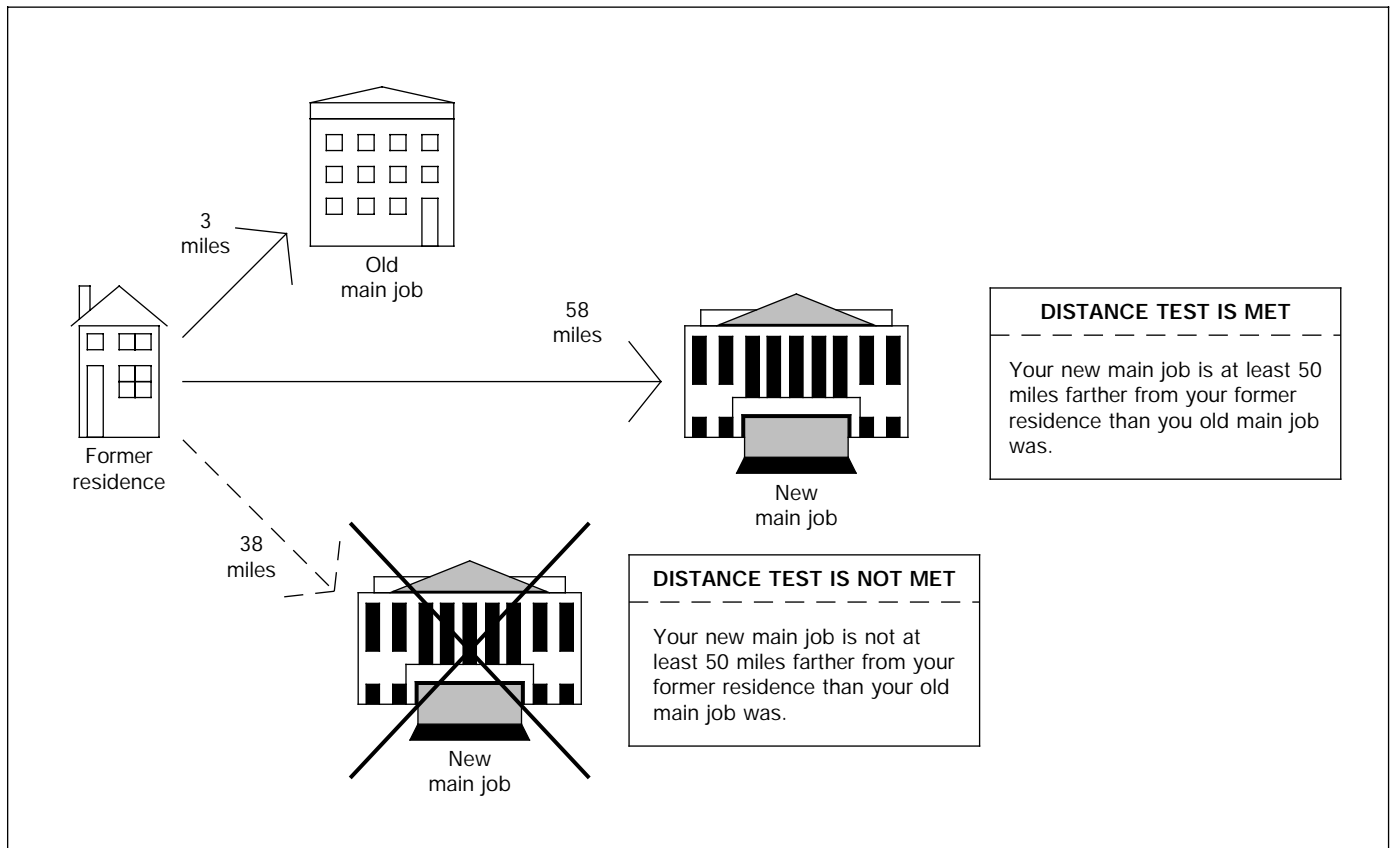 3
miles
Old
main job
58
miles
DISTANCE TEST IS MET
Your new main job is at least 50
miles farther from your former
residence than you old main job
was.
Former
residence
New
main job
38
miles
DISTANCE TEST IS NOT MET
Your new main job is not at
least 50 miles farther from your
former residence than your old
main job was.
New
main job